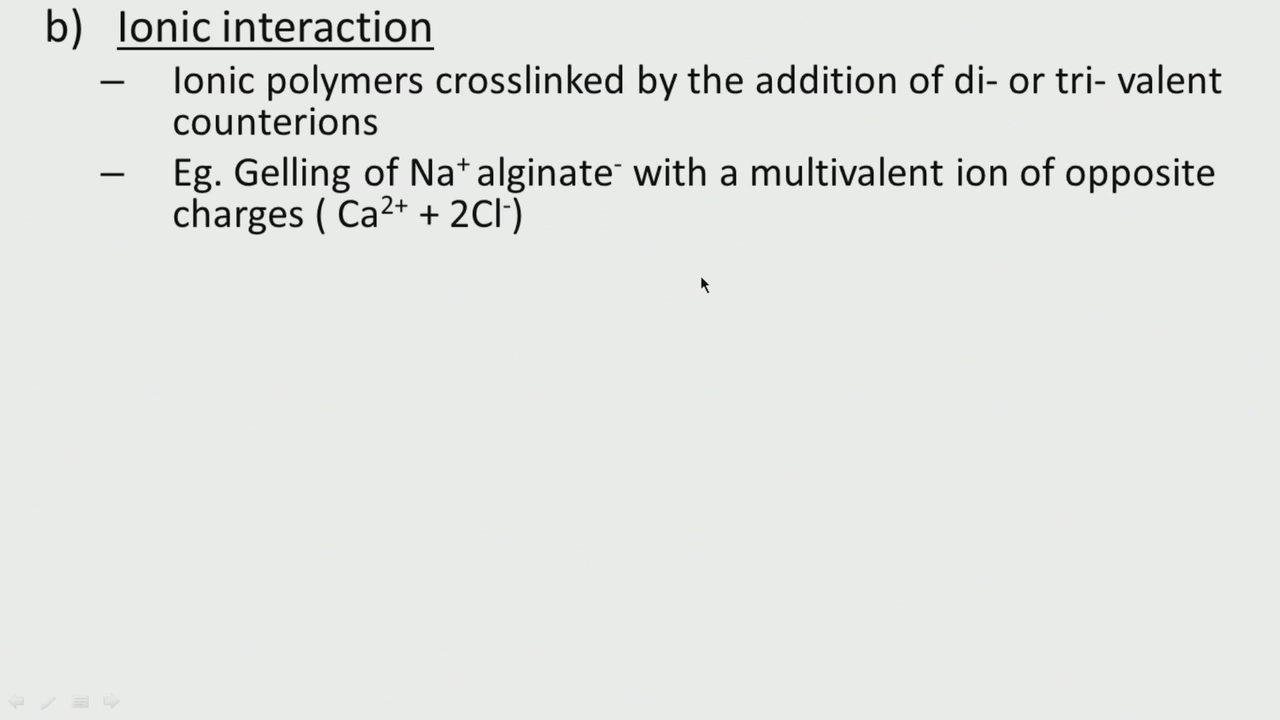 b) Ionic interaction
– Ionic polymers crosslinked by the addition of di- or tri- valent
counterions
– Eg. Gelling of Na⁺ alginate⁻ with a multivalent ion of opposite
charges ( Ca²⁺ + 2Cl⁻)